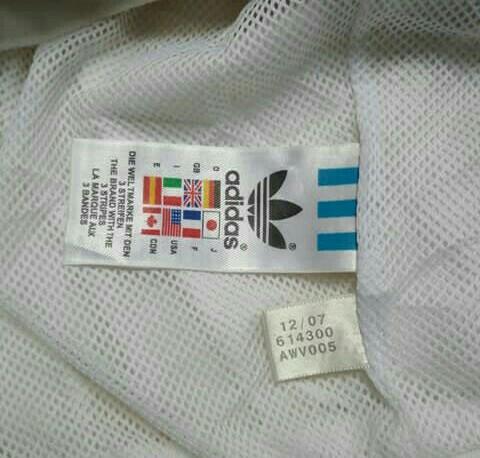 ®
adidas®
D J
GB F
I USA
E CDN
DIE WELTMARKE MIT DEN
3 STREIFEN
THE BRAND WITH THE
3 STRIPES
LA MARQUE AUX
3 BANDES
12/07
614300
AWV005